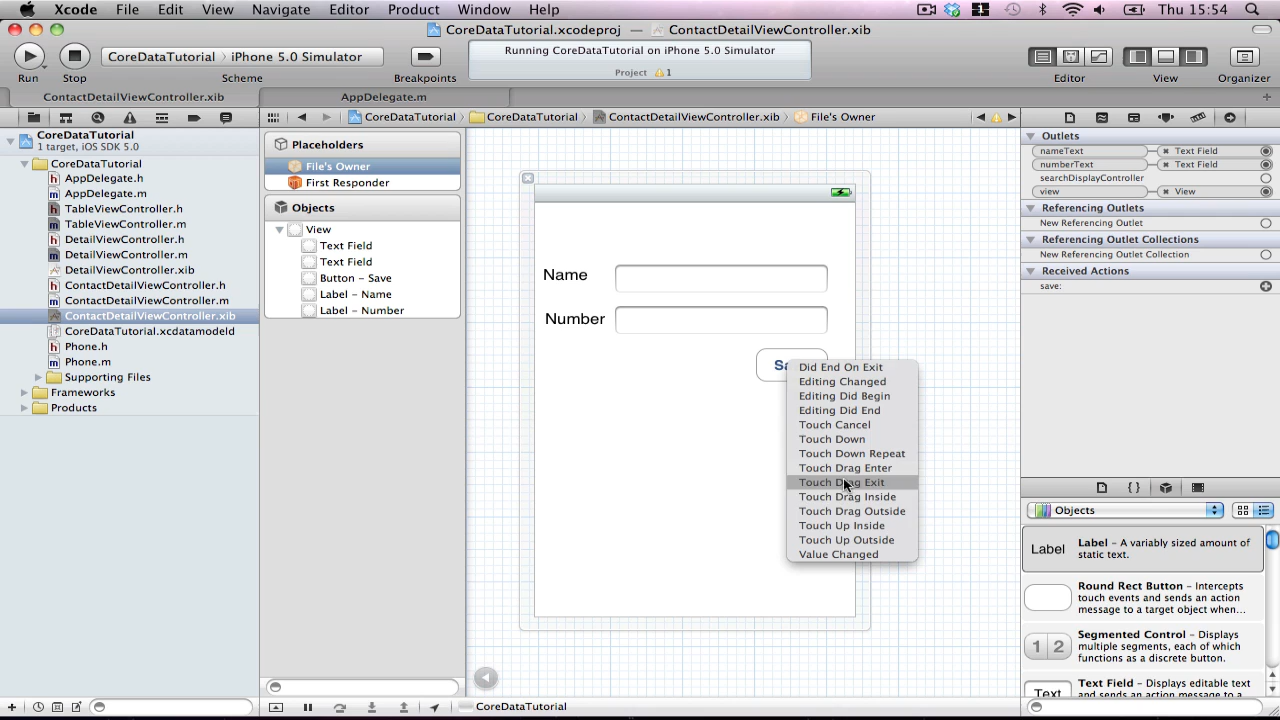 Xcode File Edit View Navigate Editor Product Window Help Thu 15:54
CoreDataTutorial.xcodeproj — ContactDetailViewController.xib
CoreDataTutorial iPhone 5.0 Simulator
Running CoreDataTutorial on iPhone 5.0 Simulator
Project 1
Run Stop Scheme Breakpoints Editor View Organizer
ContactDetailViewController.xib AppDelegate.m
CoreDataTutorial CoreDataTutorial ContactDetailViewController.xib File's Owner
CoreDataTutorial
1 target, iOS SDK 5.0
CoreDataTutorial
AppDelegate.h
AppDelegate.m
TableViewController.h
TableViewController.m
DetailViewController.h
DetailViewController.m
DetailViewController.xib
ContactDetailViewController.h
ContactDetailViewController.m
ContactDetailViewController.xib
CoreDataTutorial.xcdatamodeld
Phone.h
Phone.m
Supporting Files
Frameworks
Products
Placeholders
File's Owner
First Responder
Objects
View
Text Field
Text Field
Button - Save
Label - Name
Label - Number
Name
Number
Sa
Did End On Exit
Editing Changed
Editing Did Begin
Editing Did End
Touch Cancel
Touch Down
Touch Down Repeat
Touch Drag Enter
Touch Drag Exit
Touch Drag Inside
Touch Drag Outside
Touch Up Inside
Touch Up Outside
Value Changed
Outlets
nameText Text Field
numberText Text Field
searchDisplayController
view View
Referencing Outlets
New Referencing Outlet
Referencing Outlet Collections
New Referencing Outlet Collection
Received Actions
save:
Objects
Label
Label - A variably sized amount of
static text.
Round Rect Button - Intercepts
touch events and sends an action
message to a target object when...
1 2
Segmented Control - Displays
multiple segments, each of which
functions as a discrete button.
Text
Text Field - Displays editable text
and sends an action message to a
CoreDataTutorial